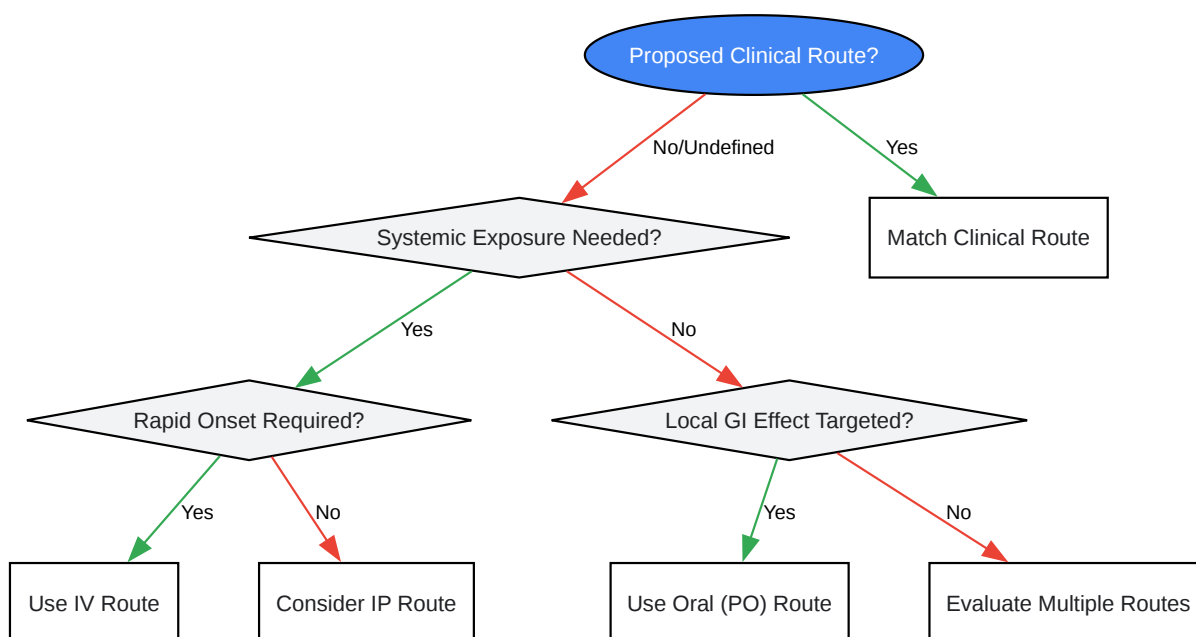 Proposed Clinical Route?
No/Undefined
Yes
Systemic Exposure Needed?
Match Clinical Route
Yes
No
Rapid Onset Required?
Local GI Effect Targeted?
Yes
No
Yes
No
Use IV Route
Consider IP Route
Use Oral (PO) Route
Evaluate Multiple Routes